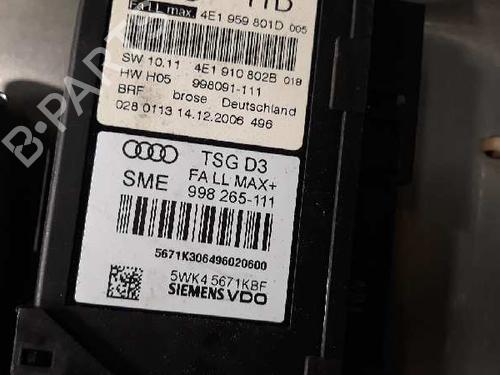 Fa LL max. 4E1 959 801D 005
SW 10.11 4E1 910 802B 018
HW H05 998091-111
BRF brose Deutschland
028 0113 14.12.2006 496
TSG D3
SME FA LL MAX+
998 265-111
5671K306496020600
5WK4 5671KBF
SIEMENS VDO
B-PARTS